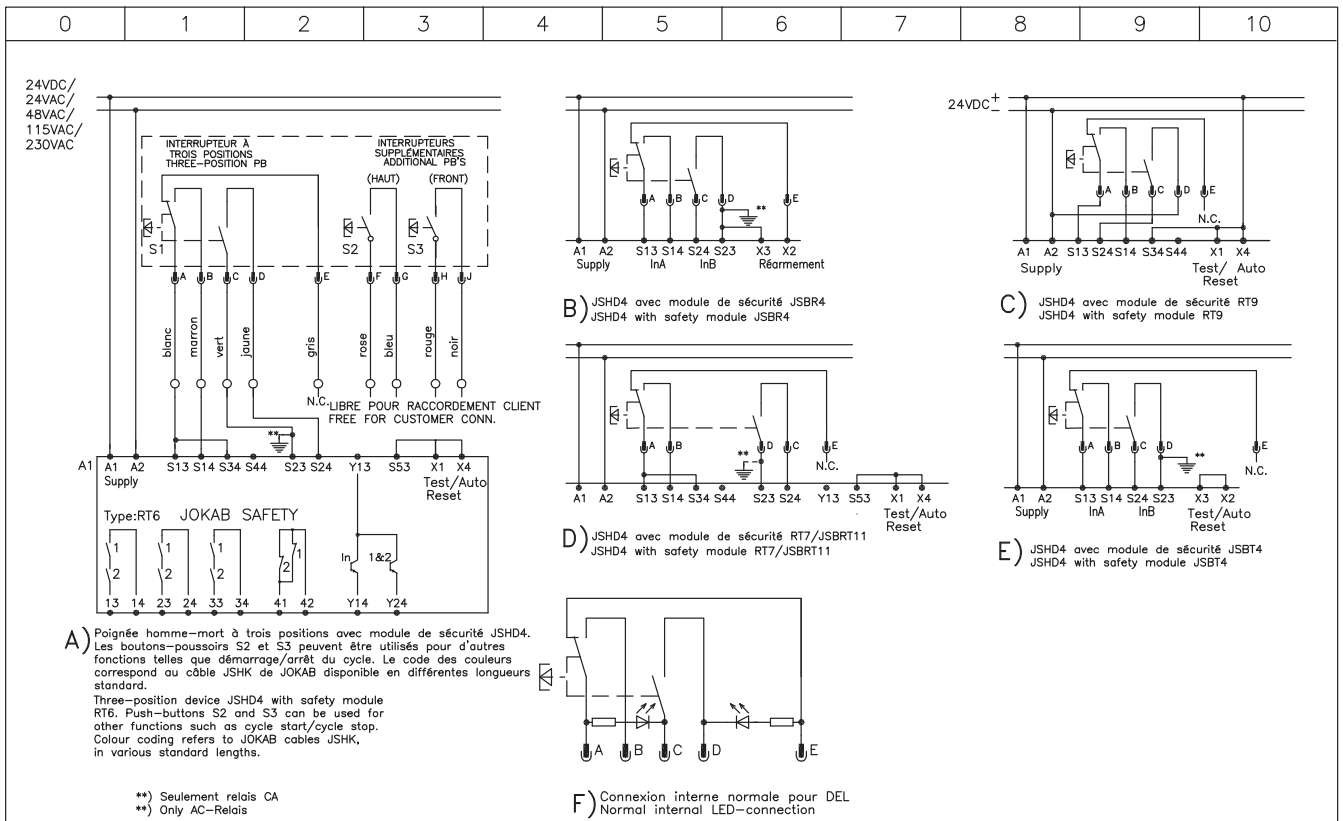 0 1 2 3 4 5 6 7 8 9 10
24VDC/
24VAC/
48VAC/
115VAC/
230VAC
INTERRUPTEUR À
TROIS POSITIONS
THREE-POSITION PB
INTERRUPTEURS
SUPPLÉMENTAIRES
ADDITIONAL PB'S
(HAUT) (FRONT)
S1 S2 S3
A B C D E F G H J
blanc marron vert jaune gris rose bleu rouge noir
N.C.
LIBRE POUR RACCORDEMENT CLIENT
FREE FOR CUSTOMER CONN.
**
A1 A1 A2 S13 S14 S34 S44 S23 S24 Y13 S53 X1 X4
Supply Test/Auto
Reset
Type:RT6 JOKAB SAFETY
1 1 1 1 In 1&2
2 2 2 2
13 14 23 24 33 34 41 42 Y14 Y24
A) Poignée homme-mort à trois positions avec module de sécurité JSHD4.
Les boutons-poussoirs S2 et S3 peuvent être utilisés pour d'autres
fonctions telles que démarrage/arrêt du cycle. Le code des couleurs
correspond au câble JSHK de JOKAB disponible en différentes longueurs
standard.
Three-position device JSHD4 with safety module
RT6. Push-buttons S2 and S3 can be used for
other functions such as cycle start/cycle stop.
Colour coding refers to JOKAB cables JSHK,
in various standard lengths.
**) Seulement relais CA
**) Only AC-Relais
A B C D E
**
A1 A2 S13 S14 S24 S23 X3 X2
Supply InA InB Réarmement
B) JSHD4 avec module de sécurité JSBR4
JSHD4 with safety module JSBR4
24VDC + −
A B C D E
N.C.
A1 A2 S13 S24 S14 S34 S44 X1 X4
Supply Test/ Auto
Reset
C) JSHD4 avec module de sécurité RT9
JSHD4 with safety module RT9
A B D C E
**
N.C.
A1 A2 S13 S14 S34 S44 S23 S24 Y13 S53 X1 X4
Test/Auto
Reset
D) JSHD4 avec module de sécurité RT7/JSBRT11
JSHD4 with safety module RT7/JSBRT11
A B C D E
**
N.C.
A1 A2 S13 S14 S24 S23 X3 X2
Supply InA InB Test/Auto
Reset
E) JSHD4 avec module de sécurité JSBT4
JSHD4 with safety module JSBT4
A B C D E
F) Connexion interne normale pour DEL
Normal internal LED-connection